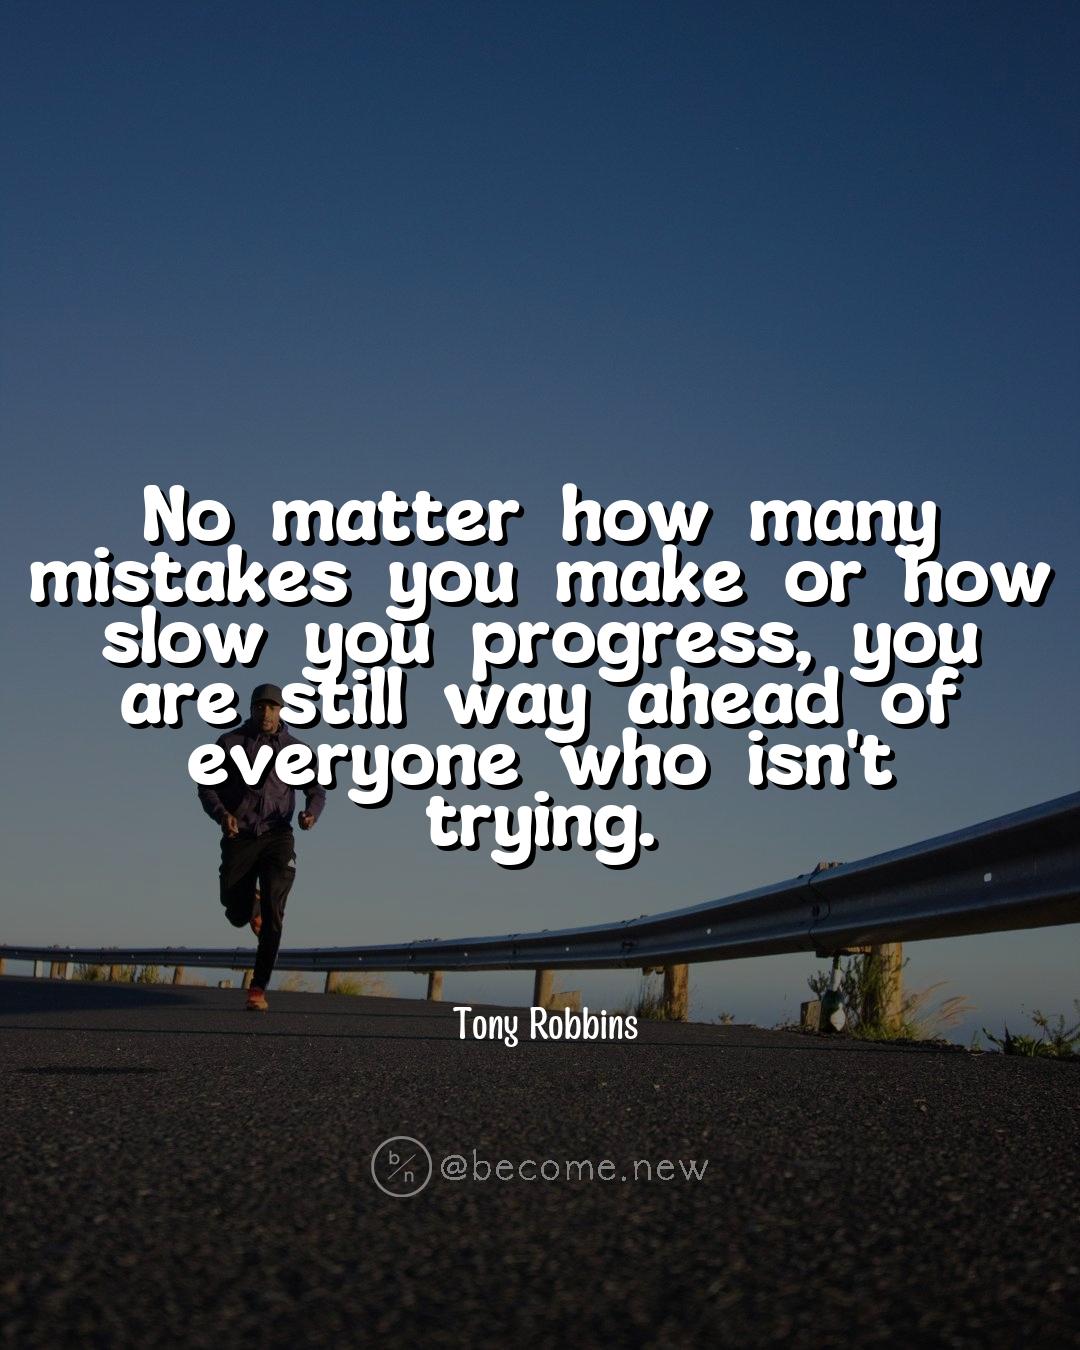 No matter how many
mistakes you make or how
slow you progress, you
are still way ahead of
everyone who isn't
trying.
Tony Robbins
b/n @become.new